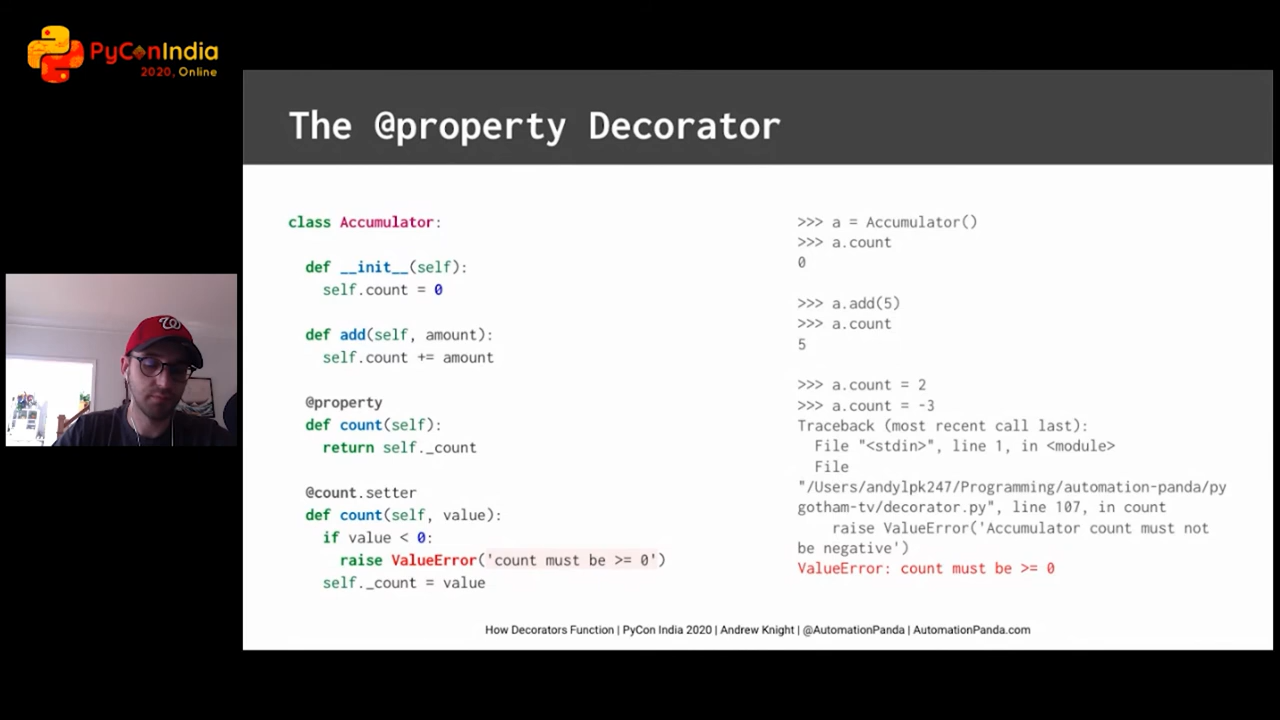 PyConIndia
2020, Online
The @property Decorator
class Accumulator:
def __init__(self):
self.count = 0
def add(self, amount):
self.count += amount
@property
def count(self):
return self._count
@count.setter
def count(self, value):
if value < 0:
raise ValueError('count must be >= 0')
self._count = value
>>> a = Accumulator()
>>> a.count
0
>>> a.add(5)
>>> a.count
5
>>> a.count = 2
>>> a.count = -3
Traceback (most recent call last):
File "<stdin>", line 1, in <module>
File
"/Users/andylpk247/Programming/automation-panda/py
gotham-tv/decorator.py", line 107, in count
raise ValueError('Accumulator count must not
be negative')
ValueError: count must be >= 0
How Decorators Function | PyCon India 2020 | Andrew Knight | @AutomationPanda | AutomationPanda.com
W